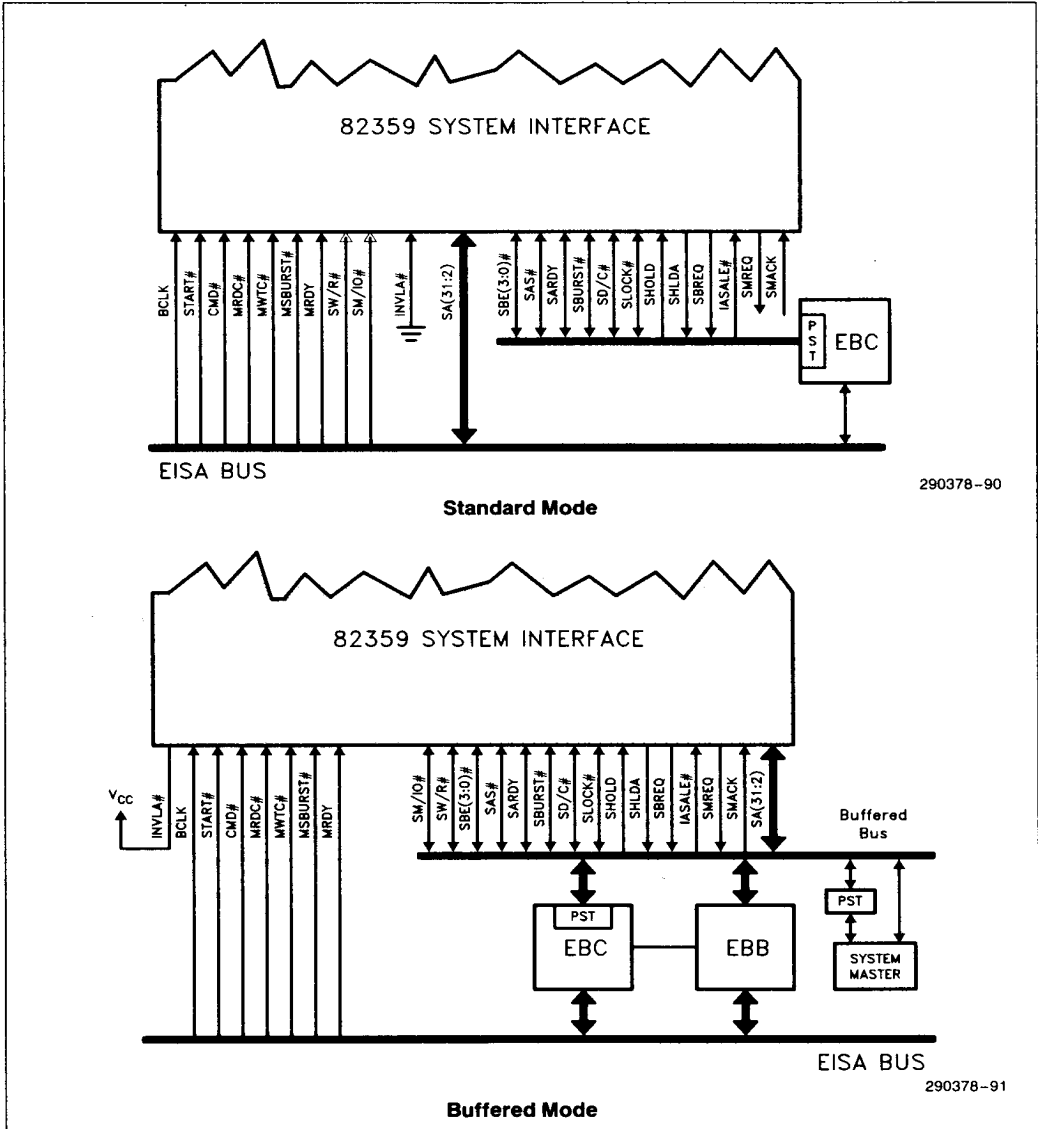 82359 SYSTEM INTERFACE
BCLK
START#
CMD#
MRDC#
MWTC#
MSBURST#
MRDY
SW/R#
SM/IO#
INVLA#
SA(31:2)
SBE(3:0)#
SAS#
SARDY
SBURST#
SD/C#
SLOCK#
SHOLD
SHLDA
SBREQ
IASALE#
SMREQ
SMACK
PST
EBC
EISA BUS
290378-90
Standard Mode
82359 SYSTEM INTERFACE
VCC
INVLA#
BCLK
START#
CMD#
MRDC#
MWTC#
MSBURST#
MRDY
SM/IO#
SW/R#
SBE(3:0)#
SAS#
SARDY
SBURST#
SD/C#
SLOCK#
SHOLD
SHLDA
SBREQ
IASALE#
SMREQ
SMACK
SA(31:2)
Buffered
Bus
PST
EBC
EBB
PST
SYSTEM
MASTER
EISA BUS
290378-91
Buffered Mode